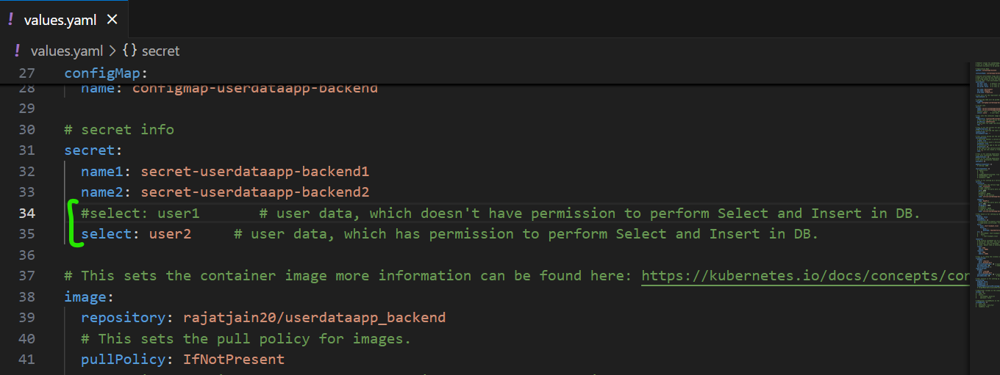 ! values.yaml ×
! values.yaml > {} secret
27 configMap:
28 name: configmap-userdataapp-backend
29
30 # secret info
31 secret:
32 name1: secret-userdataapp-backend1
33 name2: secret-userdataapp-backend2
34 #select: user1 # user data, which doesn't have permission to perform Select and Insert in DB.
35 select: user2 # user data, which has permission to perform Select and Insert in DB.
36
37 # This sets the container image more information can be found here: https://kubernetes.io/docs/concepts/con
38 image:
39 repository: rajatjain20/userdataapp_backend
40 # This sets the pull policy for images.
41 pullPolicy: IfNotPresent